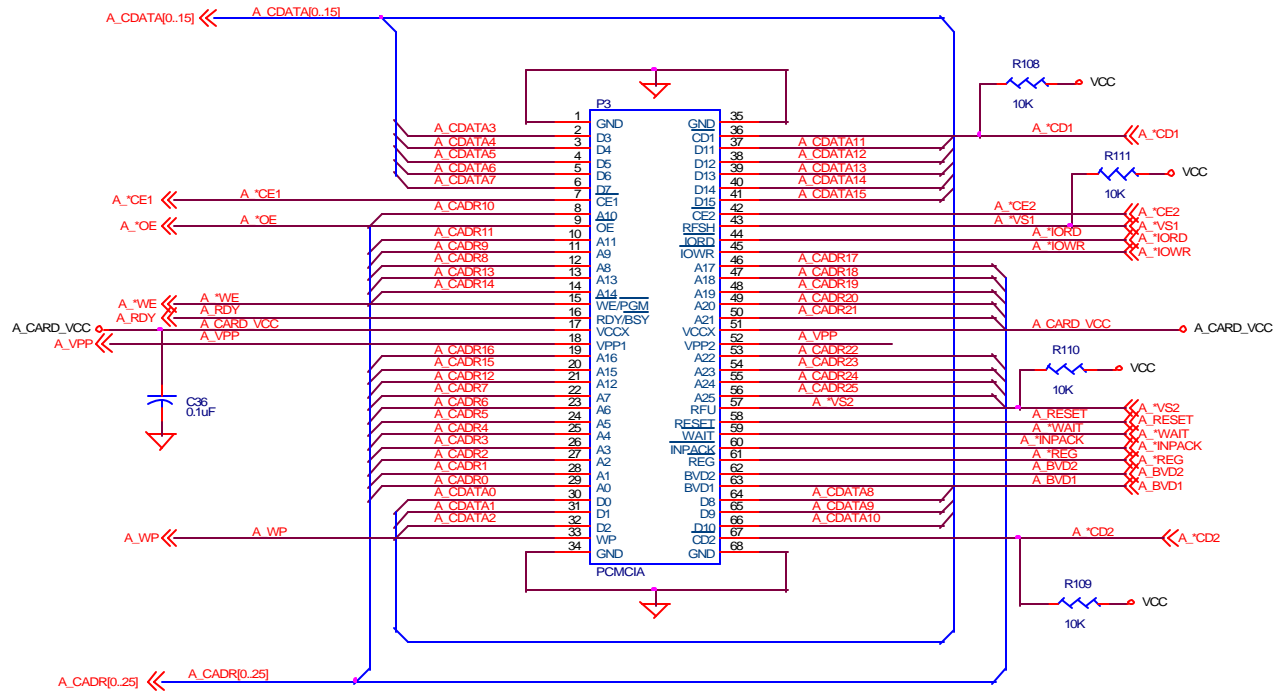 A_CDATA[0..15]
A_CDATA[0..15]
R108
VCC
10K
P3
1 GND
GND 35
A_CDATA3 2 D3
CD1 36 A_*CD1 A_*CD1
A_CDATA4 3 D4
D11 37 A_CDATA11
A_CDATA5 4 D5
D12 38 A_CDATA12
R111
VCC
10K
A_CDATA6 5 D6
D13 39 A_CDATA13
A_CDATA7 6 D7
D14 40 A_CDATA14
A_*CE1 A_*CE1 7 CE1
D15 41 A_CDATA15
A_CADR10 8 A10
CE2 42 A_*CE2 A_*CE2
A_*OE A_*OE 9 OE
RFSH 43 A_*VS1 A_*VS1
A_CADR11 10 A11
IORD 44 A_*IORD A_*IORD
A_CADR9 11 A9
IOWR 45 A_*IOWR A_*IOWR
A_CADR8 12 A8
A17 46 A_CADR17
A_CADR13 13 A13
A18 47 A_CADR18
A_CADR14 14 A14
A19 48 A_CADR19
A_*WE A_*WE 15 WE/PGM
A20 49 A_CADR20
A_RDY A_RDY 16 RDY/BSY
A21 50 A_CADR21
A_CARD_VCC A_CARD_VCC 17 VCCX
VCCX 51 A_CARD_VCC A_CARD_VCC
A_VPP A_VPP 18 VPP1
VPP2 52 A_VPP
A_CADR16 19 A16
A22 53 A_CADR22
R110
VCC
10K
A_CADR15 20 A15
A23 54 A_CADR23
A_CADR12 21 A12
A24 55 A_CADR24
A_CADR7 22 A7
A25 56 A_CADR25
C36
0.1uF
A_CADR6 23 A6
RFU 57 A_*VS2 A_*VS2
A_CADR5 24 A5
RESET 58 A_RESET A_RESET
A_CADR4 25 A4
WAIT 59 A_*WAIT A_*WAIT
A_CADR3 26 A3
INPACK 60 A_*INPACK A_*INPACK
A_CADR2 27 A2
REG 61 A_*REG A_*REG
A_CADR1 28 A1
BVD2 62 A_BVD2 A_BVD2
A_CADR0 29 A0
BVD1 63 A_BVD1 A_BVD1
A_CDATA0 30 D0
D8 64 A_CDATA8
A_CDATA1 31 D1
D9 65 A_CDATA9
A_CDATA2 32 D2
D10 66 A_CDATA10
A_WP A_WP 33 WP
CD2 67 A_*CD2 A_*CD2
34 GND
GND 68
PCMCIA
R109
VCC
10K
A_CADR[0..25]
A_CADR[0..25]